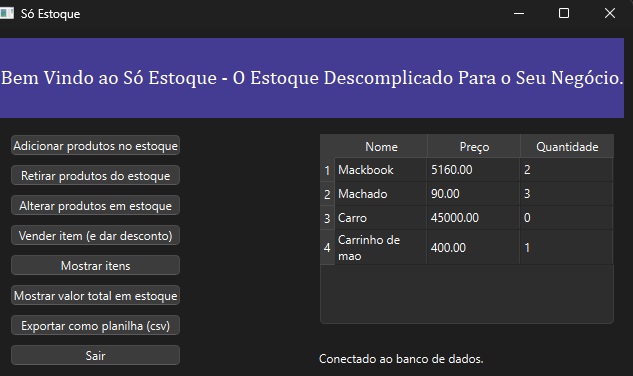 Só Estoque
Bem Vindo ao Só Estoque - O Estoque Descomplicado Para o Seu Negócio.
Adicionar produtos no estoque
Retirar produtos do estoque
Alterar produtos em estoque
Vender item (e dar desconto)
Mostrar itens
Mostrar valor total em estoque
Exportar como planilha (csv)
Sair
Nome Preço Quantidade
1 Mackbook 5160.00 2
2 Machado 90.00 3
3 Carro 45000.00 0
4 Carrinho de 400.00 1
mao
Conectado ao banco de dados.